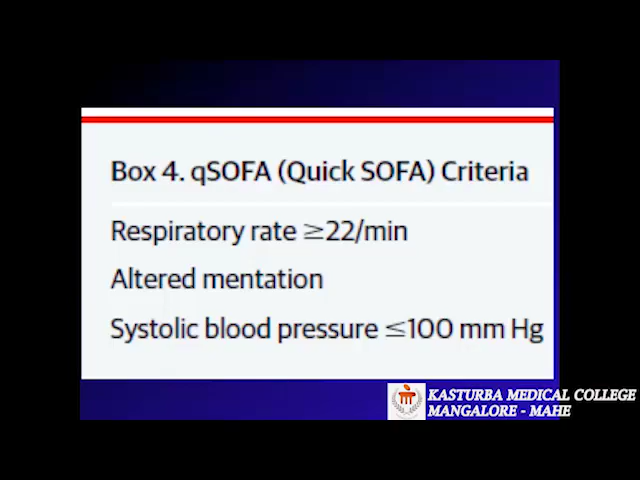 Box 4. qSOFA (Quick SOFA) Criteria
Respiratory rate ≥22/min
Altered mentation
Systolic blood pressure ≤100 mm Hg
KASTURBA MEDICAL COLLEGE
MANGALORE - MAHE